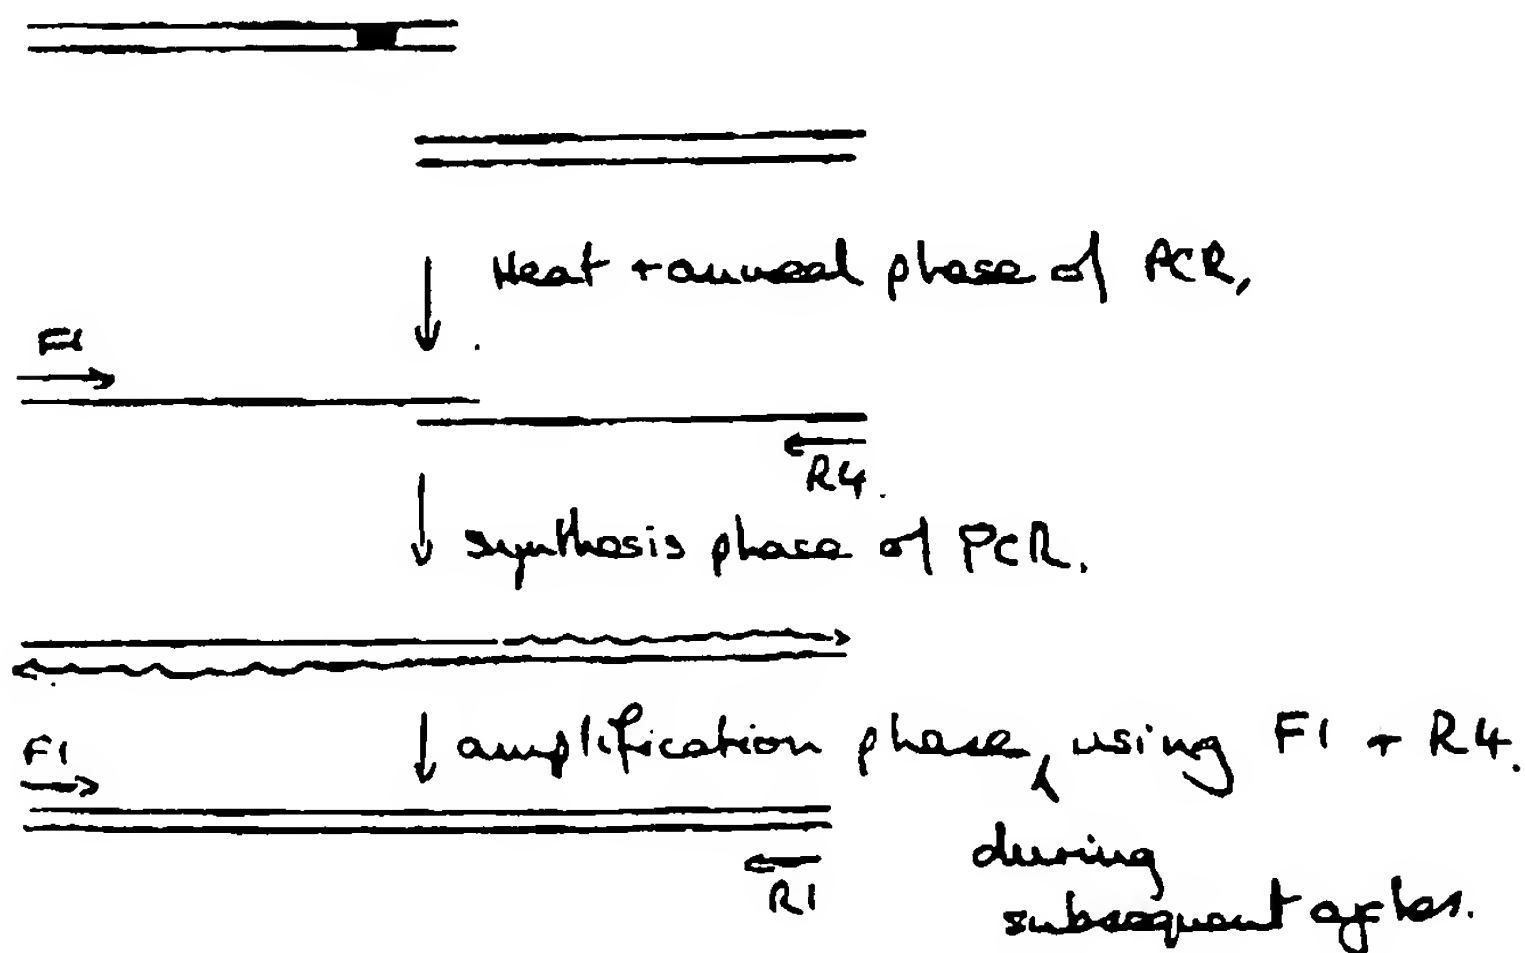 Heat + anneal phase of PCR,
F1
R4.
synthesis phase of PCR.
F1
amplification phase, using F1 + R4.
R1
during
subsequent cycles.